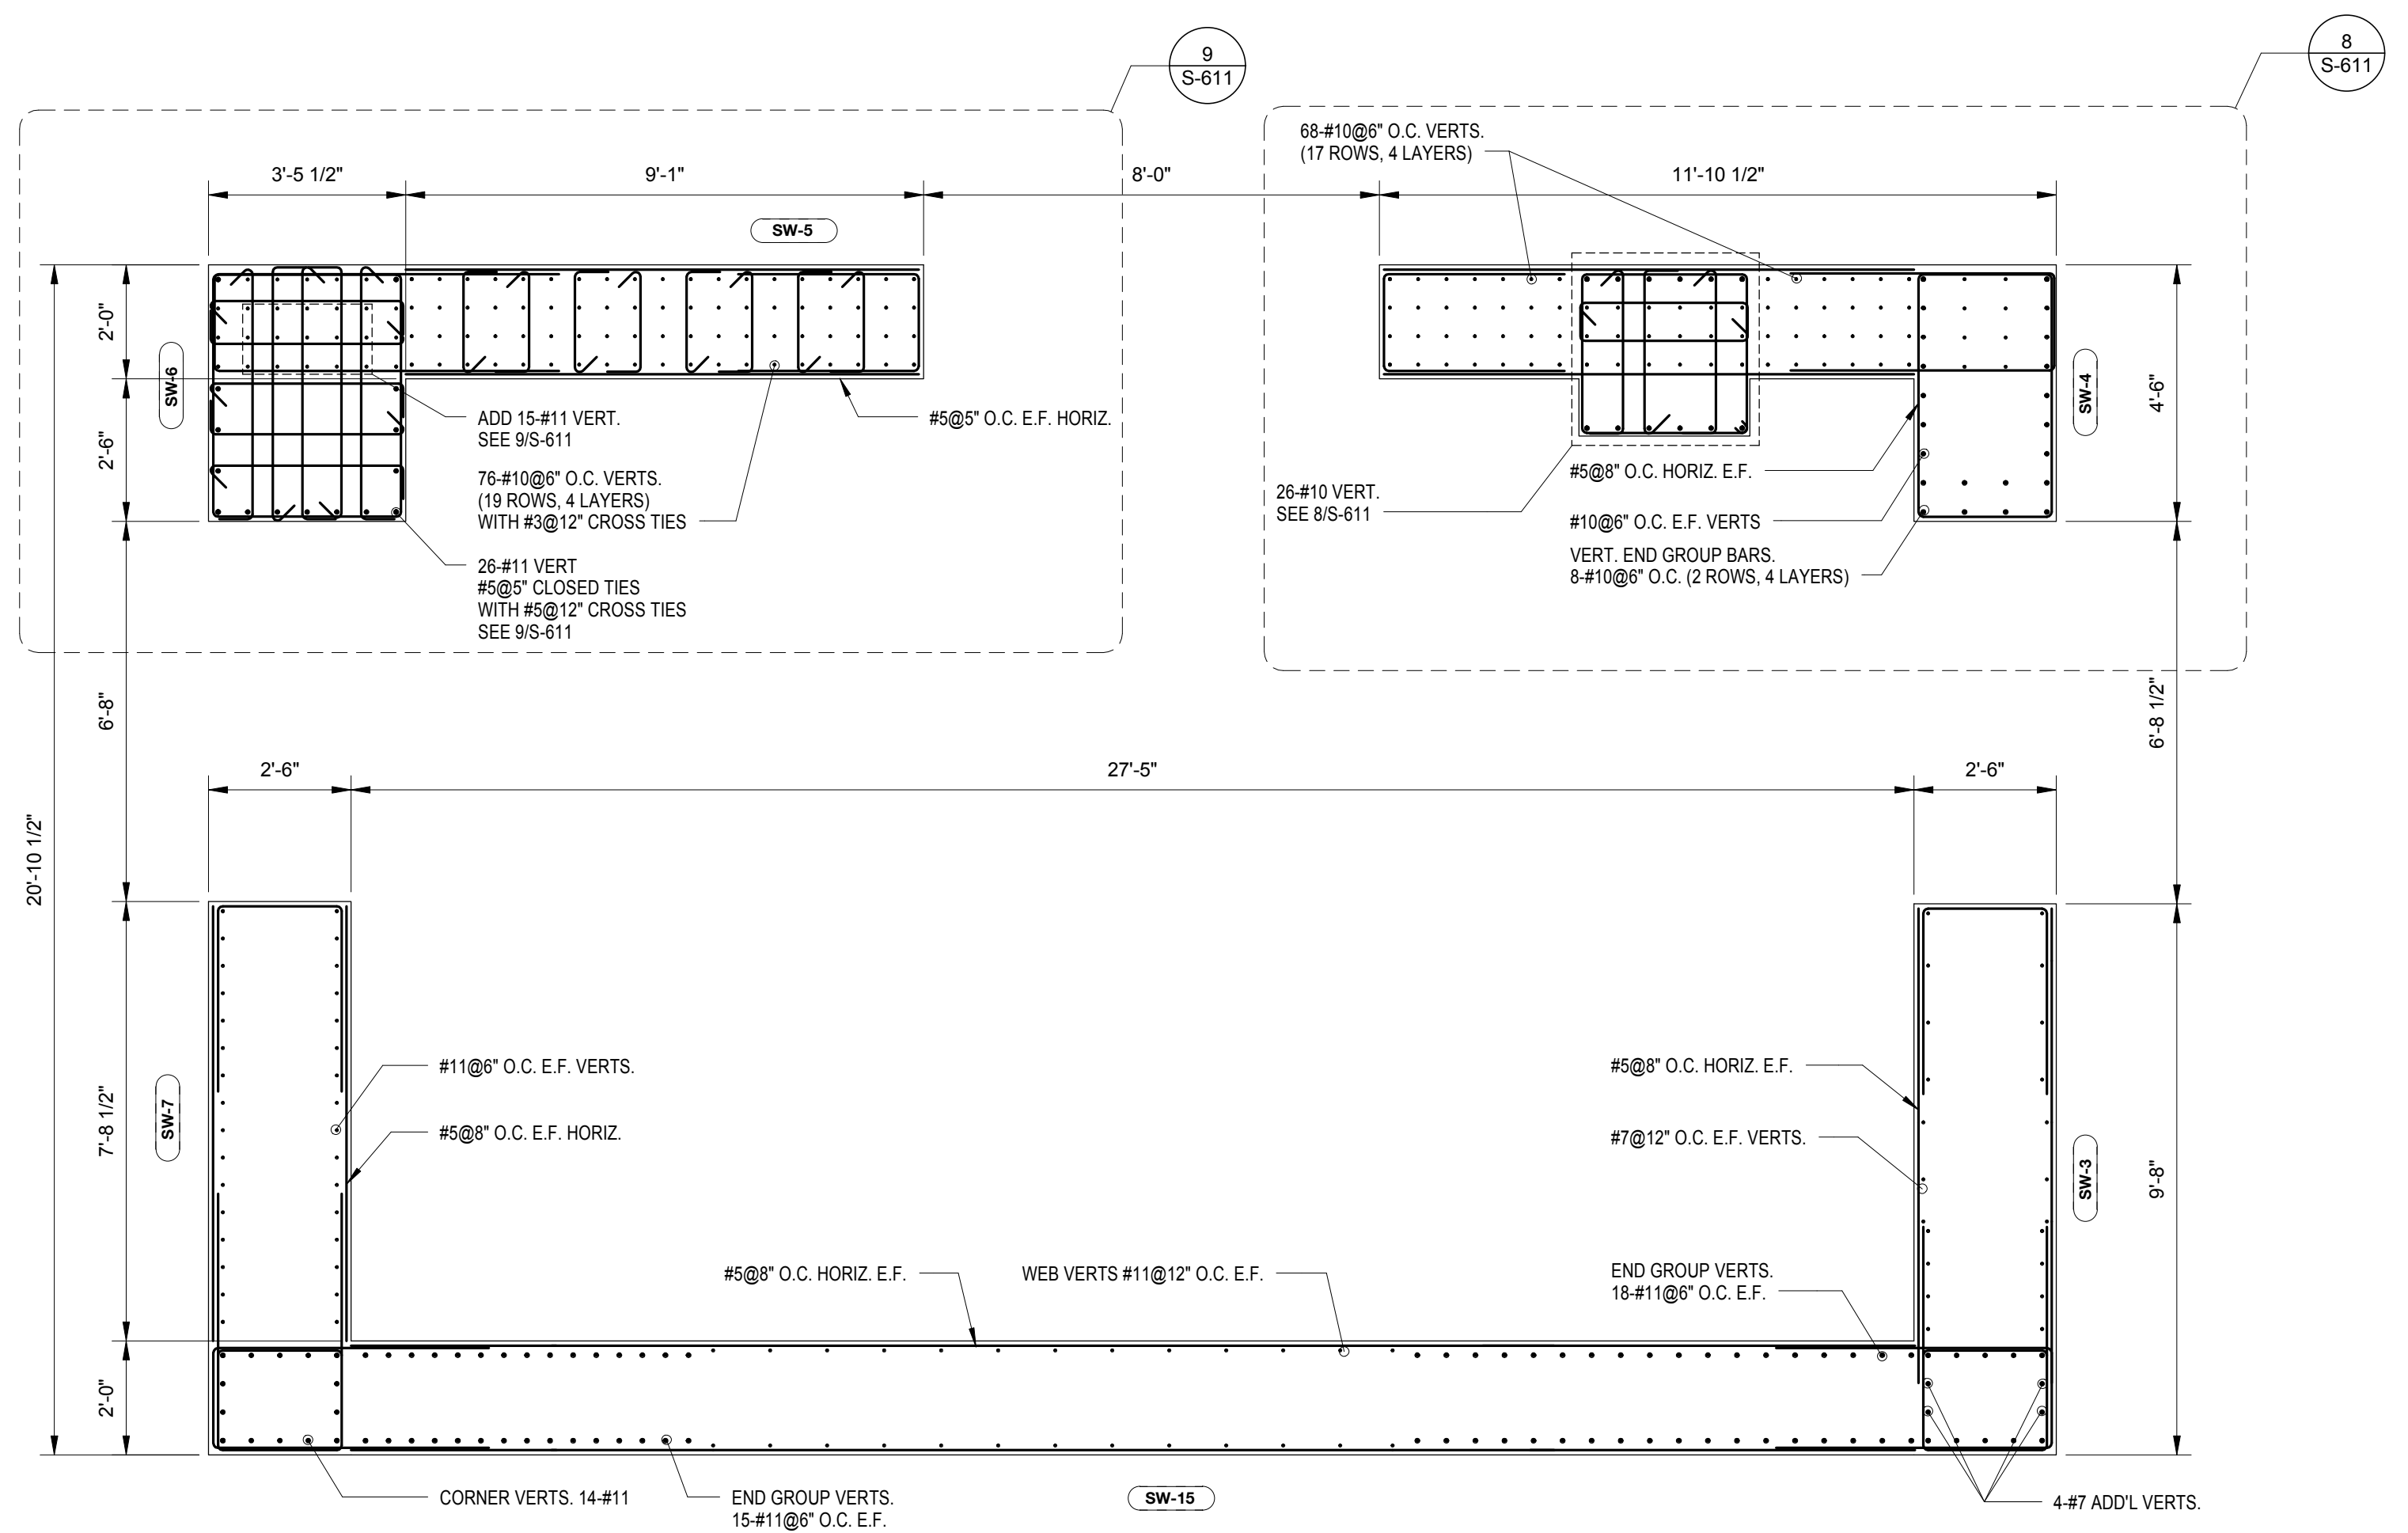 9
S-611
8
S-611
68-#10@6" O.C. VERTS.
(17 ROWS, 4 LAYERS)
3'-5 1/2"
9'-1"
8'-0"
11'-10 1/2"
SW-5
2'-0"
SW-6
SW-4
4'-6"
2'-6"
ADD 15-#11 VERT.
SEE 9/S-611
#5@5" O.C. E.F. HORIZ.
76-#10@6" O.C. VERTS.
(19 ROWS, 4 LAYERS)
WITH #3@12" CROSS TIES
26-#11 VERT
#5@5" CLOSED TIES
WITH #5@12" CROSS TIES
SEE 9/S-611
26-#10 VERT.
SEE 8/S-611
#5@8" O.C. HORIZ. E.F.
#10@6" O.C. E.F. VERTS
VERT. END GROUP BARS.
8-#10@6" O.C. (2 ROWS, 4 LAYERS)
6'-8"
6'-8 1/2"
2'-6"
27'-5"
2'-6"
20'-10 1/2"
#11@6" O.C. E.F. VERTS.
#5@8" O.C. E.F. HORIZ.
#5@8" O.C. HORIZ. E.F.
#7@12" O.C. E.F. VERTS.
7'-8 1/2"
SW-7
SW-3
9'-8"
#5@8" O.C. HORIZ. E.F.
WEB VERTS #11@12" O.C. E.F.
END GROUP VERTS.
18-#11@6" O.C. E.F.
2'-0"
CORNER VERTS. 14-#11
END GROUP VERTS.
15-#11@6" O.C. E.F.
SW-15
4-#7 ADD'L VERTS.